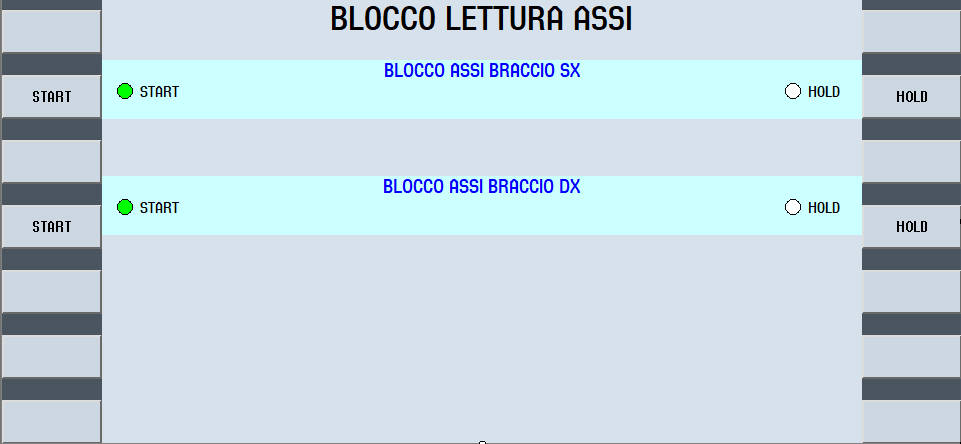 BLOCCO LETTURA ASSI
BLOCCO ASSI BRACCIO SX
START START HOLD HOLD
BLOCCO ASSI BRACCIO DX
START START HOLD HOLD